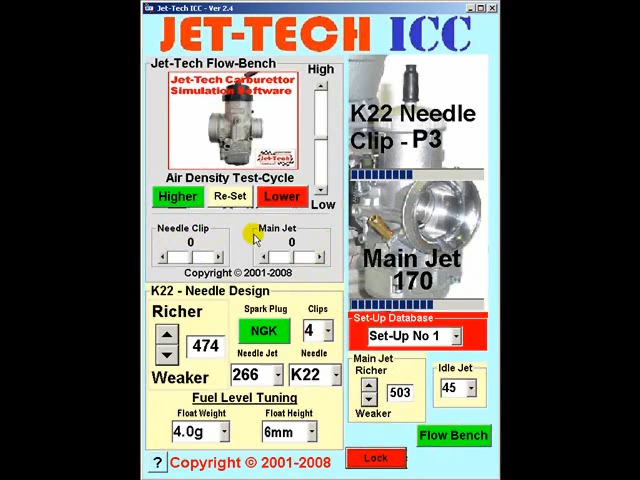 Jet-Tech ICC - Ver 2.4
JET-TECH ICC
Jet-Tech Flow-Bench
High
Jet-Tech Carburettor
Simulation Software
JET-TECH
Air Density Test-Cycle
Higher
Re-Set
Lower
Low
Needle Clip
0
Main Jet
0
Copyright © 2001-2008
K22 Needle
Clip - P3
Main Jet
170
K22 - Needle Design
Richer
474
Weaker
Spark Plug
NGK
Clips
4
Needle Jet
266
Needle
K22
Fuel Level Tuning
Float Weight
4.0g
Float Height
6mm
Set-Up Database
Set-Up No 1
Main Jet
Richer
503
Weaker
Idle Jet
45
Flow Bench
? Copyright © 2001-2008
Lock